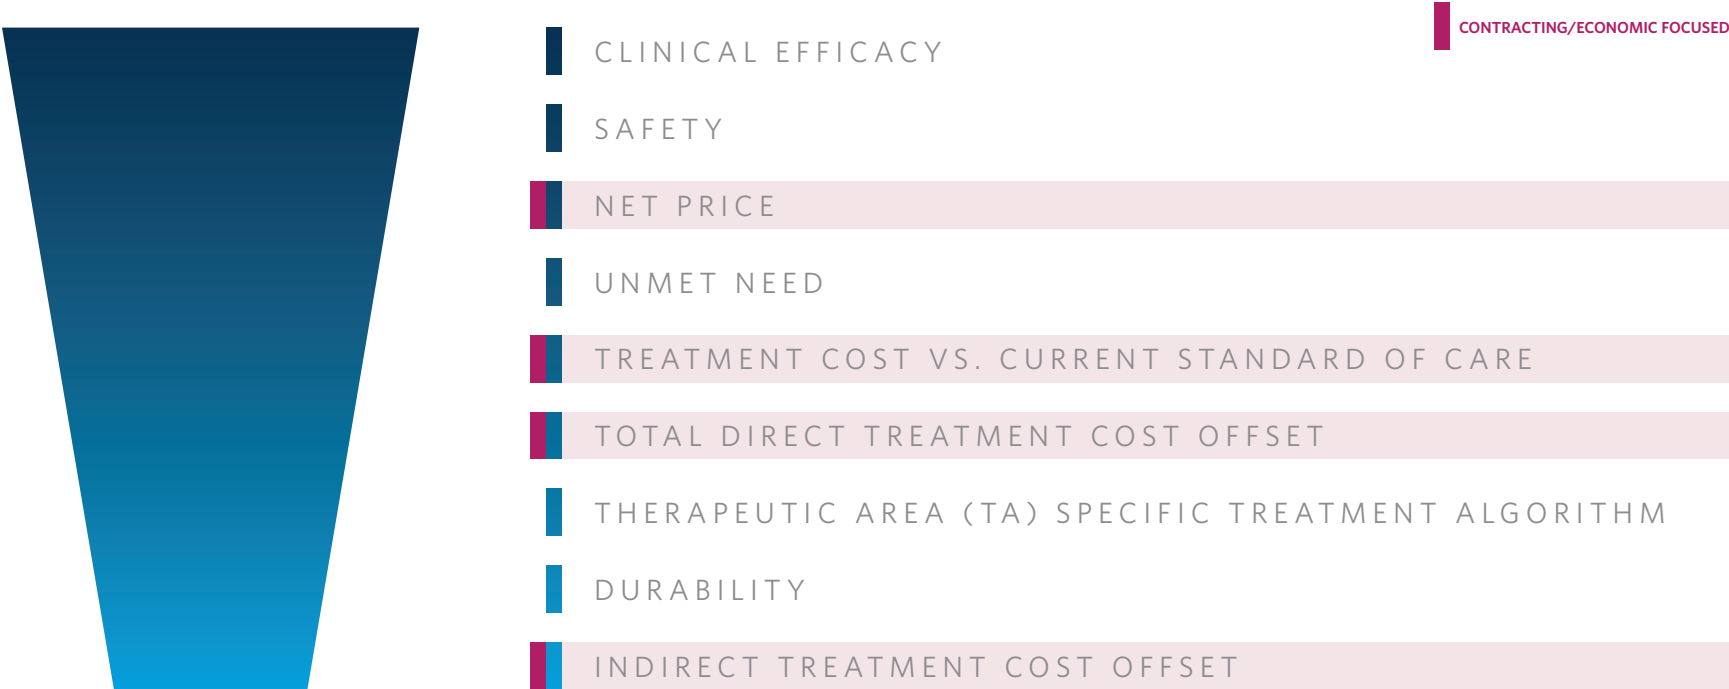 CONTRACTING/ECONOMIC FOCUSED
CLINICAL EFFICACY
SAFETY
NET PRICE
UNMET NEED
TREATMENT COST VS. CURRENT STANDARD OF CARE
TOTAL DIRECT TREATMENT COST OFFSET
THERAPEUTIC AREA (TA) SPECIFIC TREATMENT ALGORITHM
DURABILITY
INDIRECT TREATMENT COST OFFSET